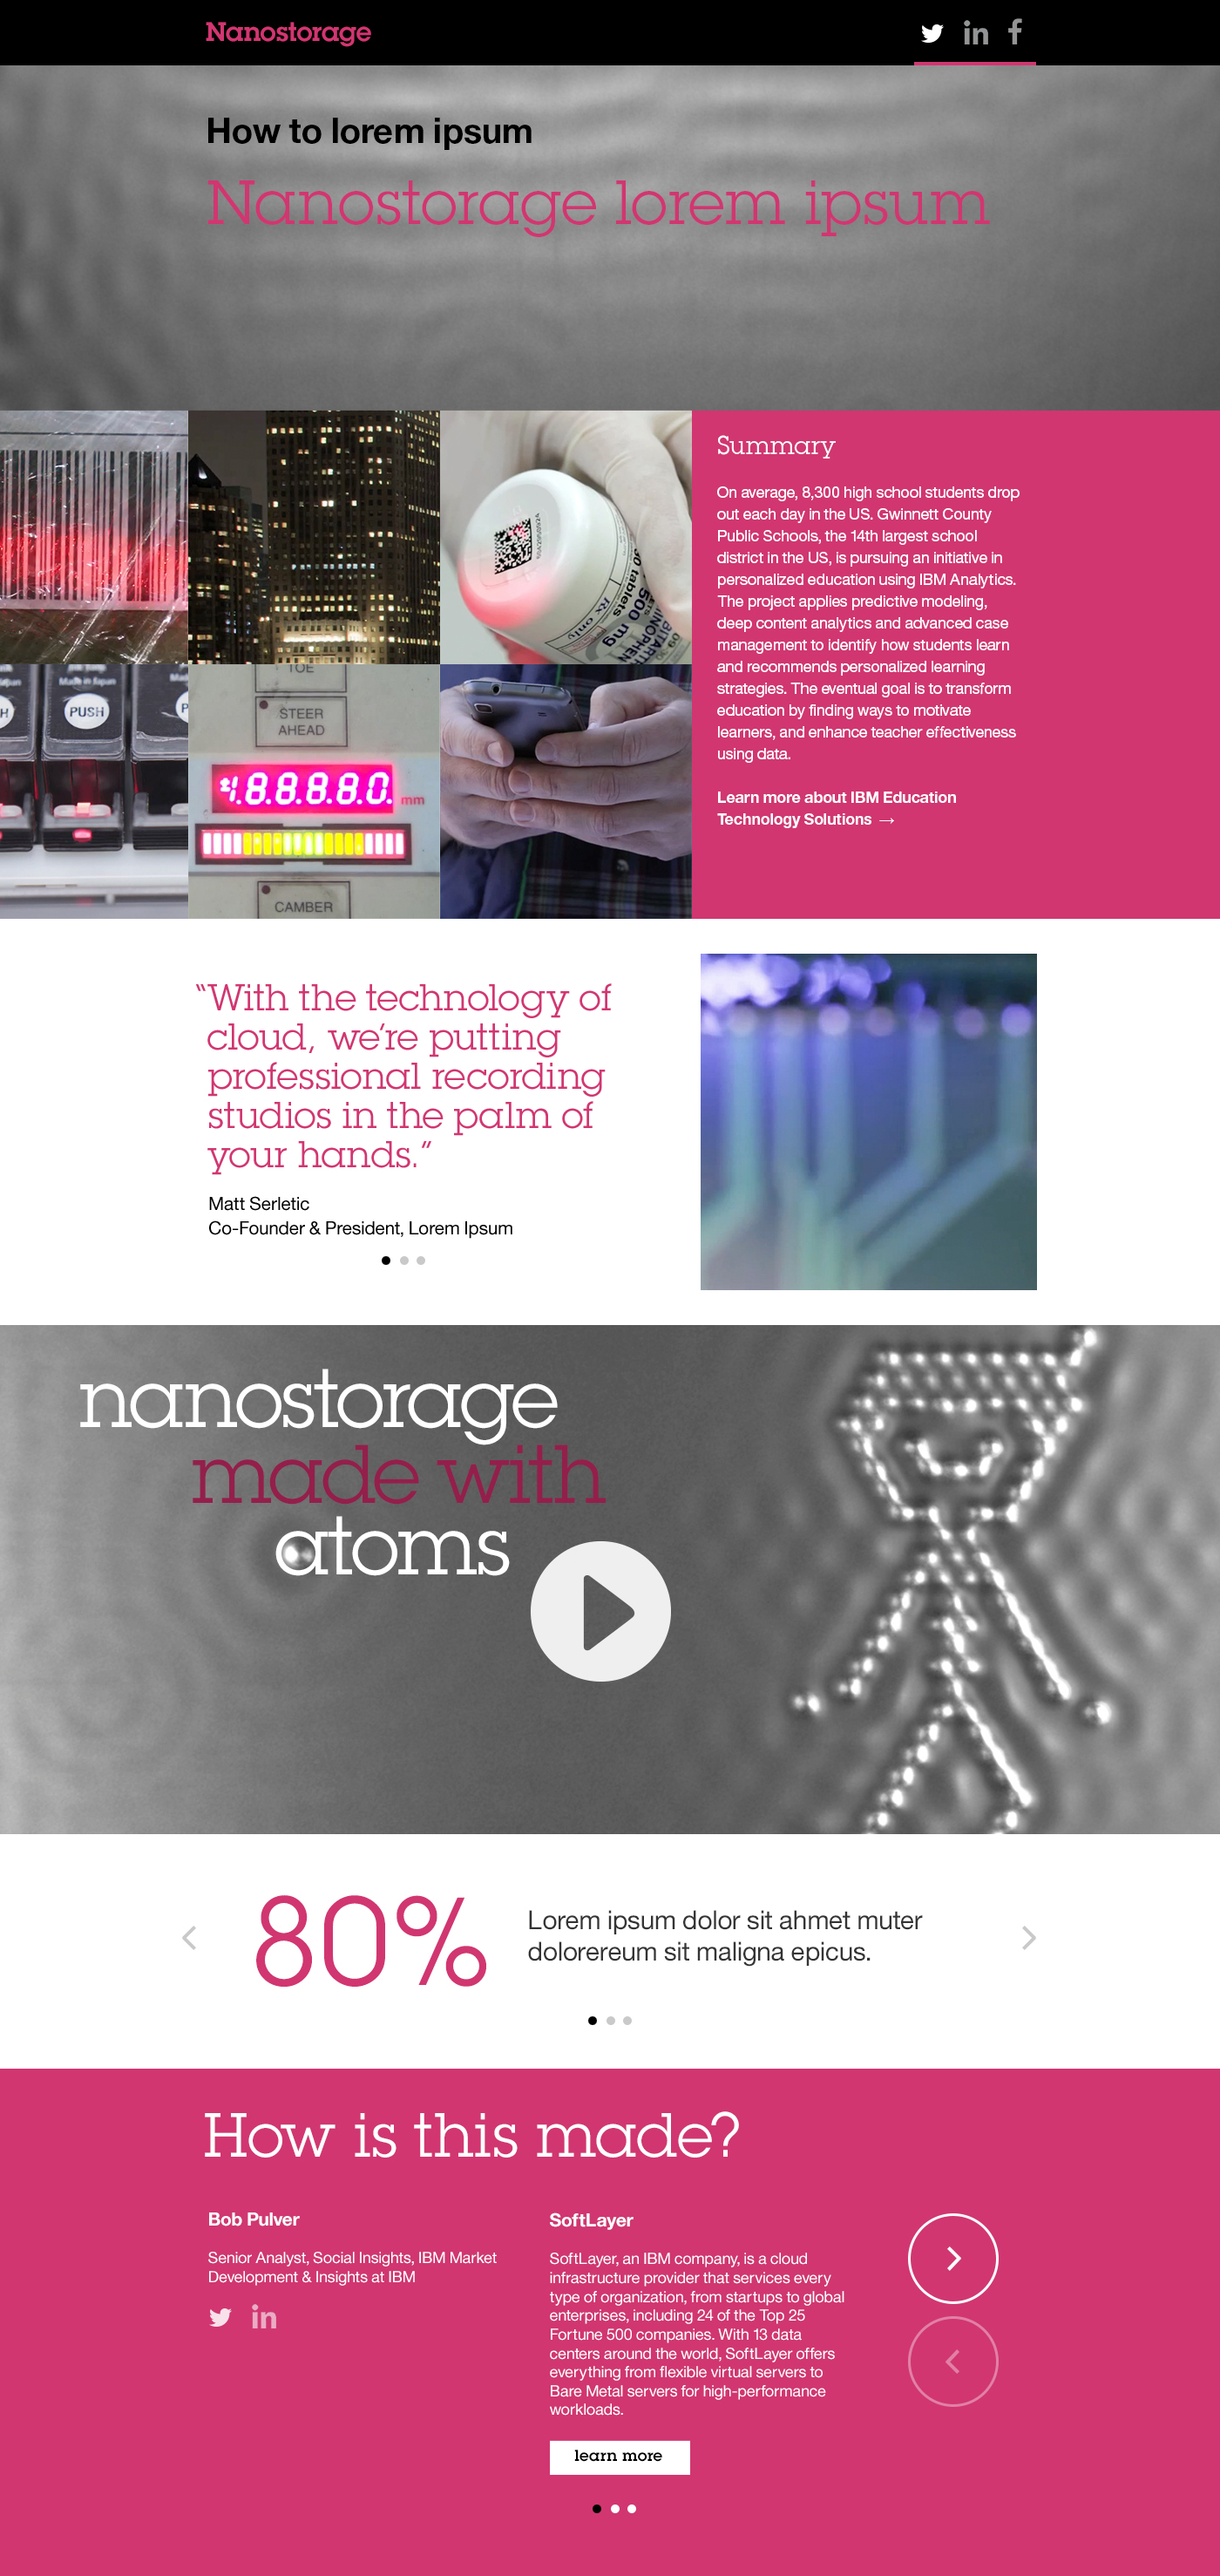 Nanostorage
How to lorem ipsum
Nanostorage lorem ipsum
Rx only
500 mg
Made in Japan
PUSH
TOE
STEER
AHEAD
.8.8.8.8.0.
mm
CAMBER
Summary
On average, 8,300 high school students drop
out each day in the US. Gwinnett County
Public Schools, the 14th largest school
district in the US, is pursuing an initiative in
personalized education using IBM Analytics.
The project applies predictive modeling,
deep content analytics and advanced case
management to identify how students learn
and recommends personalized learning
strategies. The eventual goal is to transform
education by finding ways to motivate
learners, and enhance teacher effectiveness
using data.
Learn more about IBM Education
Technology Solutions →
“With the technology of
cloud, we’re putting
professional recording
studios in the palm of
your hands.”
Matt Serletic
Co-Founder & President, Lorem Ipsum
nanostorage
made with
atoms
80%
Lorem ipsum dolor sit ahmet muter
dolorereum sit maligna epicus.
How is this made?
Bob Pulver
Senior Analyst, Social Insights, IBM Market
Development & Insights at IBM
SoftLayer
SoftLayer, an IBM company, is a cloud
infrastructure provider that services every
type of organization, from startups to global
enterprises, including 24 of the Top 25
Fortune 500 companies. With 13 data
centers around the world, SoftLayer offers
everything from flexible virtual servers to
Bare Metal servers for high-performance
workloads.
learn more